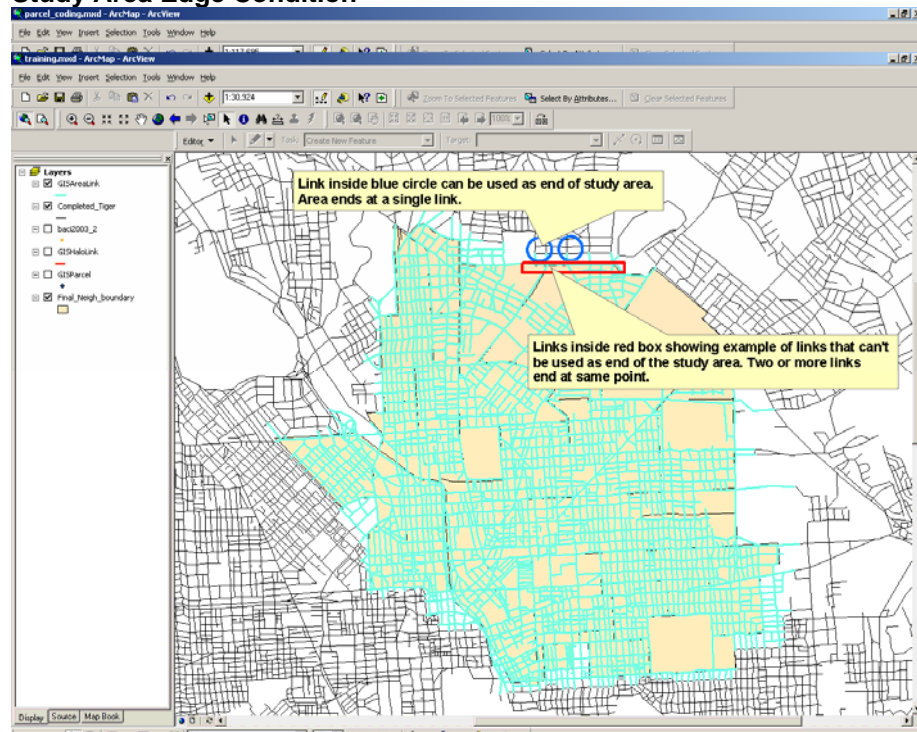 Study Area Edge Condition
parcel_coding.mxd - ArcMap - ArcView
File Edit View Insert Selection Tools Window Help
training.mxd - ArcMap - ArcView
File Edit View Insert Selection Tools Window Help
1:30,924
Zoom To Selected Features
Select By Attributes...
Clear Selected Features
100%
Editor
Task: Create New Feature
Target:
Layers
GISAreaLink
Completed_Tiger
baci2003_2
GISHaloLink
GISParcel
Final_Neigh_boundary
Link inside blue circle can be used as end of study area.
Area ends at a single link.
Links inside red box showing example of links that can't
be used as end of the study area. Two or more links
end at same point.
Display Source Map Book